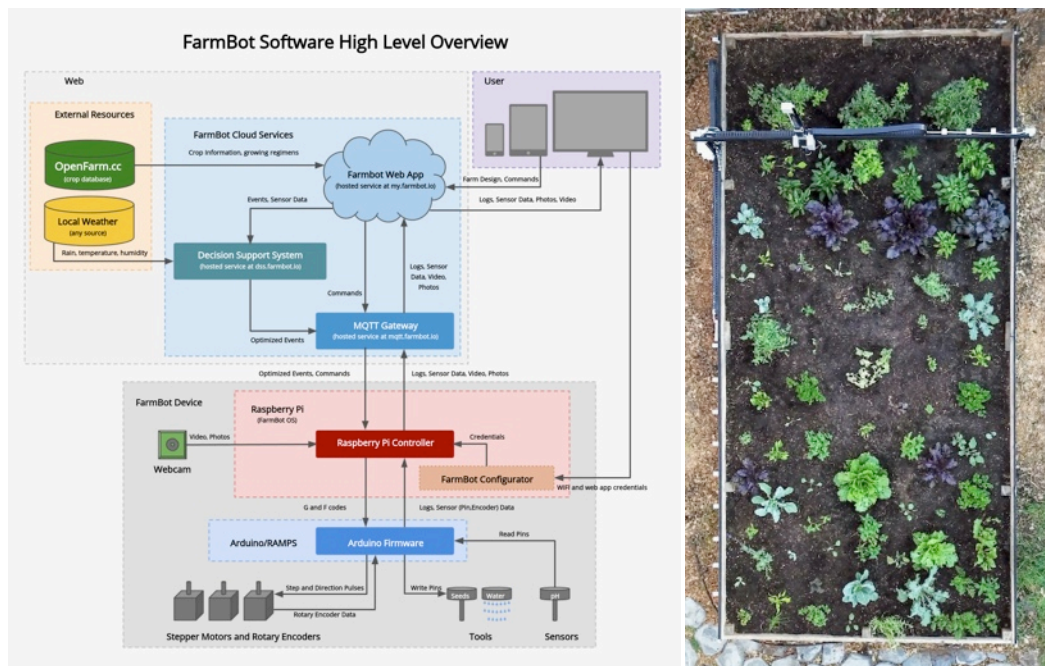 FarmBot Software High Level Overview
Web
User
External Resources
OpenFarm.cc
(crop database)
Local Weather
(any source)
Rain, temperature, humidity
FarmBot Cloud Services
Crop Information, growing regimens
Farmbot Web App
(hosted service at my.farmbot.io)
Farm Design, Commands
Logs, Sensor Data, Photos, Video
Events, Sensor Data
Decision Support System
(hosted service at dss.farmbot.io)
Logs, Sensor
Data, Video,
Photos
Commands
MQTT Gateway
(hosted service at mqtt.farmbot.io)
Optimized Events
Optimized Events, Commands
Logs, Sensor Data, Video, Photos
FarmBot Device
Raspberry Pi
(FarmBot OS)
Video, Photos
Webcam
Raspberry Pi Controller
Credentials
FarmBot Configurator
WiFi and web app credentials
G and F codes
Logs, Sensor (Pin,Encoder) Data
Arduino/RAMPS
Arduino Firmware
Read Pins
Step and Direction Pulses
Rotary Encoder Data
Write Pins
Seeds
Water
pH
Stepper Motors and Rotary Encoders
Tools
Sensors